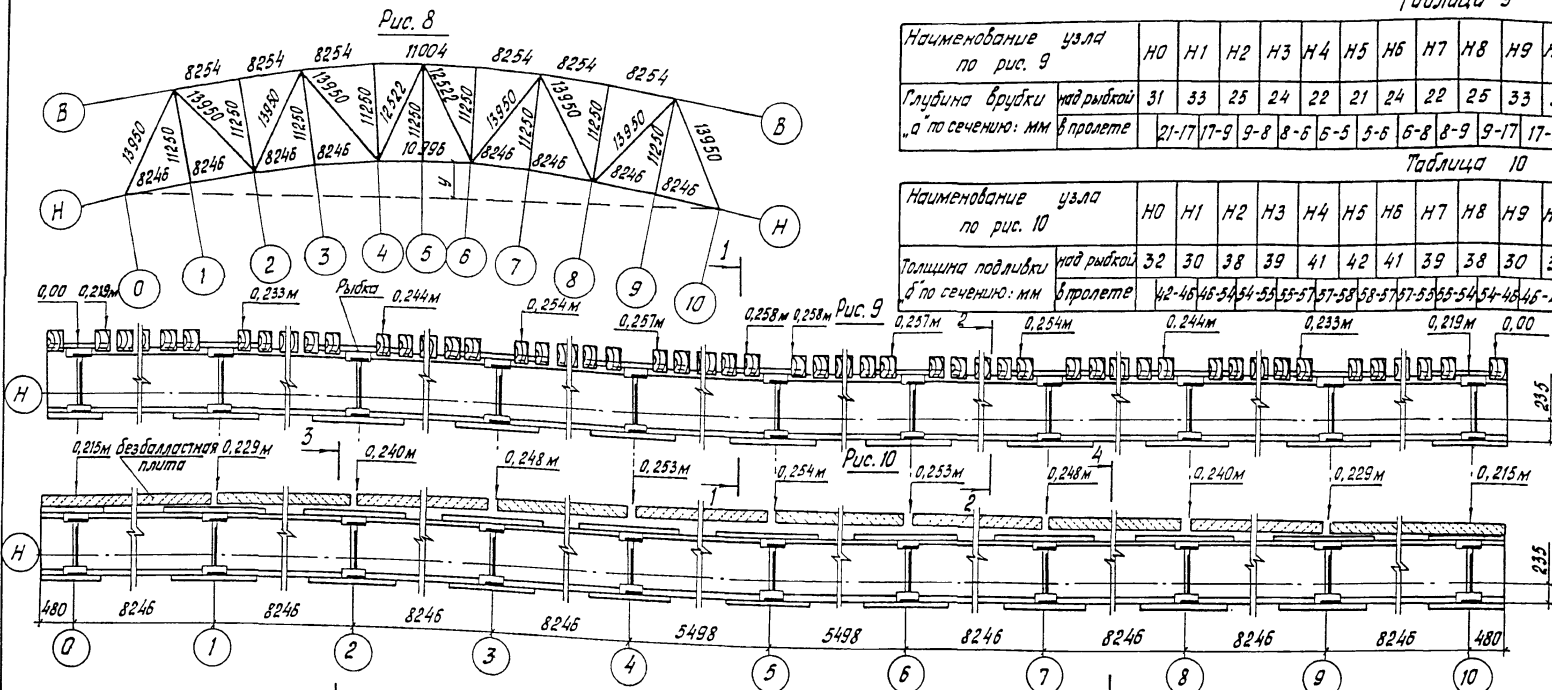 Рис. 8
8254 8254 8254 11004 8254 8254 8254
В В
13950 11250 13950 11250 13950 11250 13950 11250 12522 11250 12522 11250 13950 11250 13950 11250 13950 11250 13950
8246 8246 8246 8246 10996 8246 8246 8246 8246
у
Н Н
0 1 2 3 4 5 6 7 8 9 10
1
Таблица 9
Наименование узла по рис. 9 Н0 Н1 Н2 Н3 Н4 Н5 Н6 Н7 Н8 Н9
Глубина врубки „а" по сечению: мм
над рыбкой 31 33 25 24 22 21 24 22 25 33
в пролете 21-17 17-9 9-8 8-6 6-5 5-6 6-8 8-9 9-17 17-
Таблица 10
Наименование узла по рис. 10 Н0 Н1 Н2 Н3 Н4 Н5 Н6 Н7 Н8 Н9
Толщина подливки „б" по сечению: мм
над рыбкой 32 30 38 39 41 42 41 39 38 30
в пролете 42-46 46-54 54-55 55-57 57-58 58-57 57-55 55-54 54-46 46-
Рис. 9
0,00 0,219м 0,233м Рыбка 0,244м 0,254м 0,257м 0,258м 0,258м 0,257м 2 0,254м 0,244м 0,233м 0,219м 0,00
Н
235
Рис. 10
0,215м безбалластная плита 0,229м 3 0,240м 0,248м 0,253м 1 0,254м 0,253м 2 0,248м 4 0,240м 0,229м 0,215м
Н
235
480 8246 8246 8246 8246 5498 5498 8246 8246 8246 8246 480
0 1 2 3 4 5 6 7 8 9 10